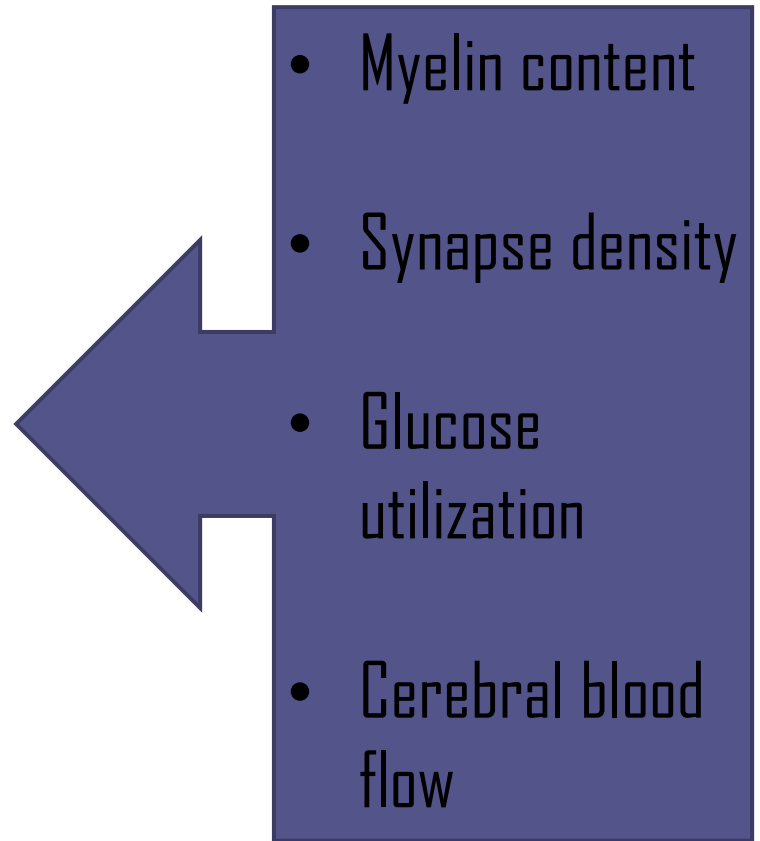 • Myelin content
• Synapse density
• Glucose
utilization
• Cerebral blood
flow